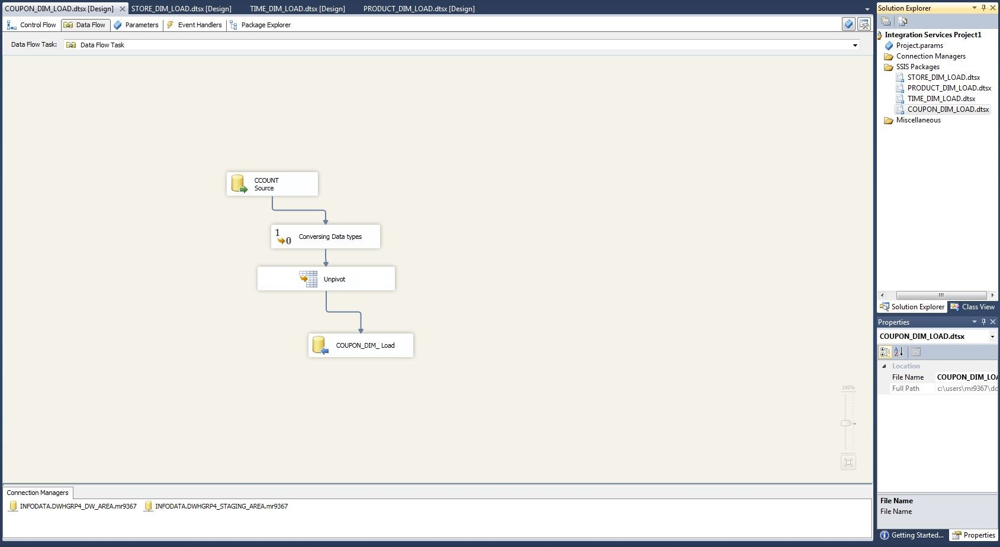 COUPON_DIM_LOAD.dtsx [Design]
STORE_DIM_LOAD.dtsx [Design]
TIME_DIM_LOAD.dtsx [Design]
PRODUCT_DIM_LOAD.dtsx [Design]
Control Flow
Data Flow
Parameters
Event Handlers
Package Explorer
Data Flow Task:
Data Flow Task
CCOUNT
Source
1
0
Conversing Data types
Unpivot
COUPON_DIM_ Load
100%
Connection Managers
INFODATA.DWHGRP4_DW_AREA.mr9367
INFODATA.DWHGRP4_STAGING_AREA.mr9367
Solution Explorer
Integration Services Project1
Project.params
Connection Managers
SSIS Packages
STORE_DIM_LOAD.dtsx
PRODUCT_DIM_LOAD.dtsx
TIME_DIM_LOAD.dtsx
COUPON_DIM_LOAD.dtsx
Miscellaneous
Solution Explorer
Class View
Properties
COUPON_DIM_LOAD.dtsx
Location
File Name
COUPON_DIM_LOA
Full Path
c:\users\mr9367\dc
File Name
File Name
Getting Started...
Properties